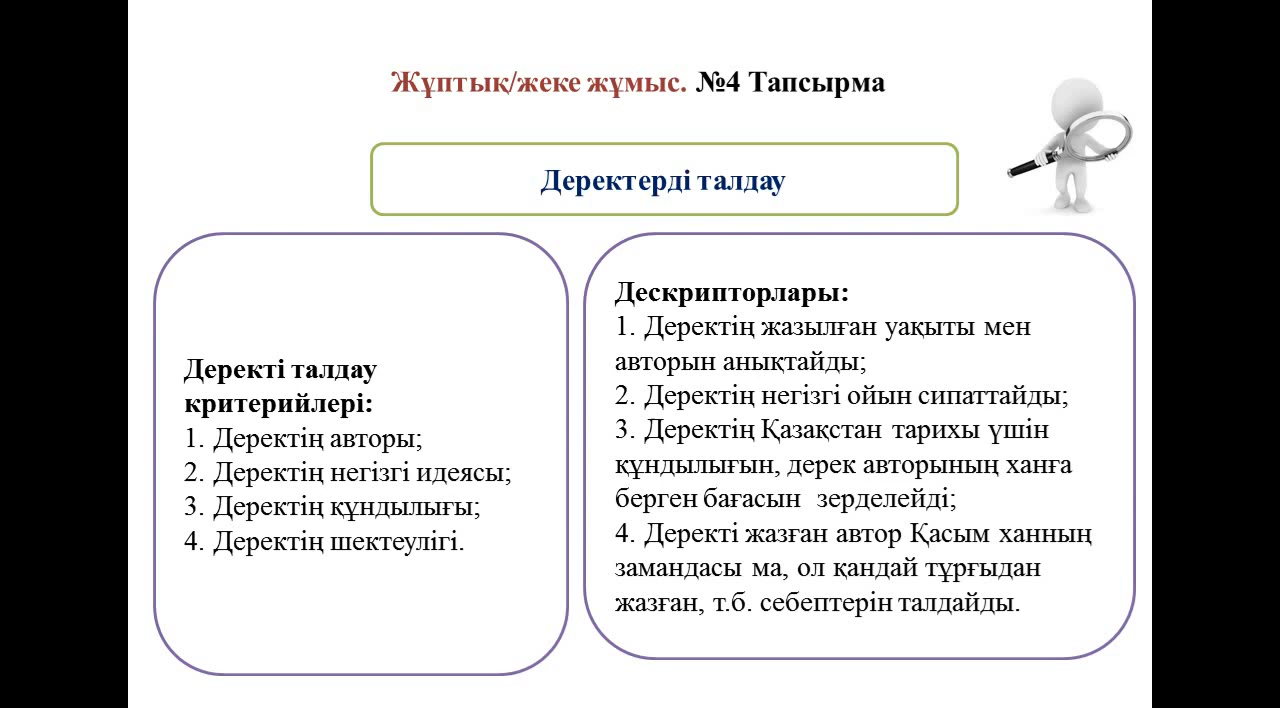 Жұптық/жеке жұмыс. №4 Тапсырма
Деректерді талдау
Деректі талдау
критерийлері:
1. Деректің авторы;
2. Деректің негізгі идеясы;
3. Деректің құндылығы;
4. Деректің шектеулігі.
Дескрипторлары:
1. Деректің жазылған уақыты мен
авторын анықтайды;
2. Деректің негізгі ойын сипаттайды;
3. Деректің Қазақстан тарихы үшін
құндылығын, дерек авторының ханға
берген бағасын зерделейді;
4. Деректі жазған автор Қасым ханның
замандасы ма, ол қандай тұрғыдан
жазған, т.б. себептерін талдайды.